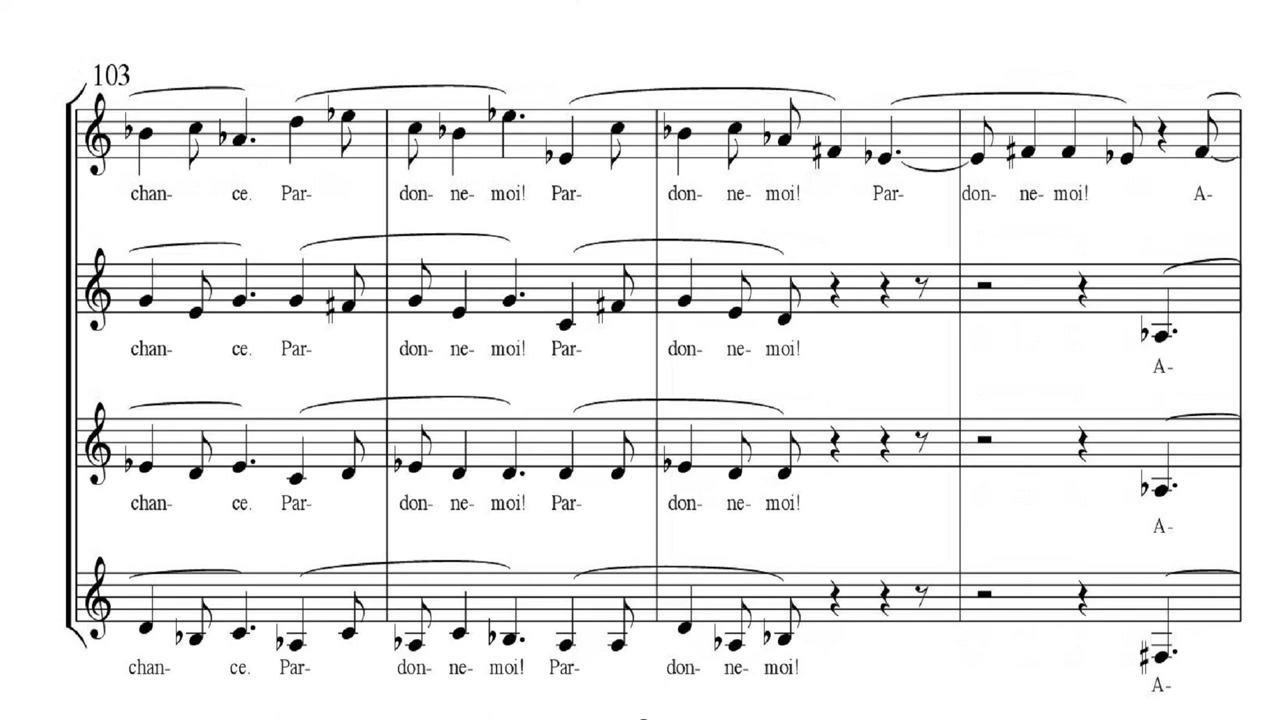 103
chan- ce. Par- don- ne- moi! Par- don- ne- moi! Par- don- ne- moi! A-
chan- ce. Par- don- ne- moi! Par- don- ne- moi!
A-
chan- ce. Par- don- ne- moi! Par- don- ne- moi!
A-
chan- ce. Par- don- ne- moi! Par- don- ne- moi!
A-